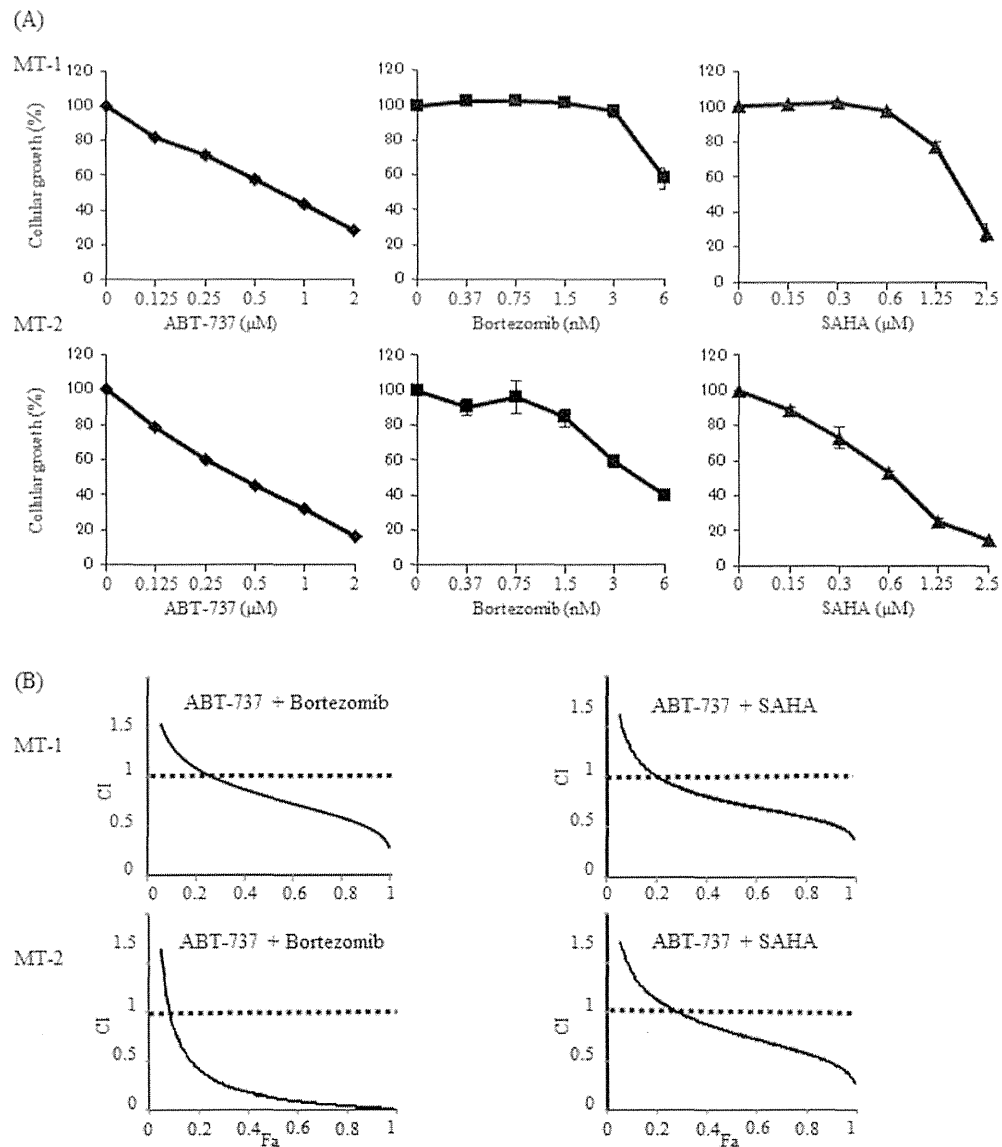 (A)
MT-1
Cellular growth (%)
120
100
80
60
40
20
0
0 0.125 0.25 0.5 1 2
ABT-737 (μM)
120
100
80
60
40
20
0
0 0.37 0.75 1.5 3 6
Bortezomib (nM)
120
100
80
60
40
20
0
0 0.15 0.3 0.6 1.25 2.5
SAHA (μM)
MT-2
Cellular growth (%)
120
100
80
60
40
20
0
0 0.125 0.25 0.5 1 2
ABT-737 (μM)
120
100
80
60
40
20
0
0 0.37 0.75 1.5 3 6
Bortezomib (nM)
120
100
80
60
40
20
0
0 0.15 0.3 0.6 1.25 2.5
SAHA (μM)
(B)
MT-1
ABT-737 + Bortezomib
CI
1.5
1
0.5
0
0 0.2 0.4 0.6 0.8 1
ABT-737 + SAHA
CI
1.5
1
0.5
0
0 0.2 0.4 0.6 0.8 1
MT-2
ABT-737 + Bortezomib
CI
1.5
1
0.5
0
0 0.2 0.4 0.6 0.8 1
Fa
ABT-737 + SAHA
CI
1.5
1
0.5
0
0 0.2 0.4 0.6 0.8 1
Fa